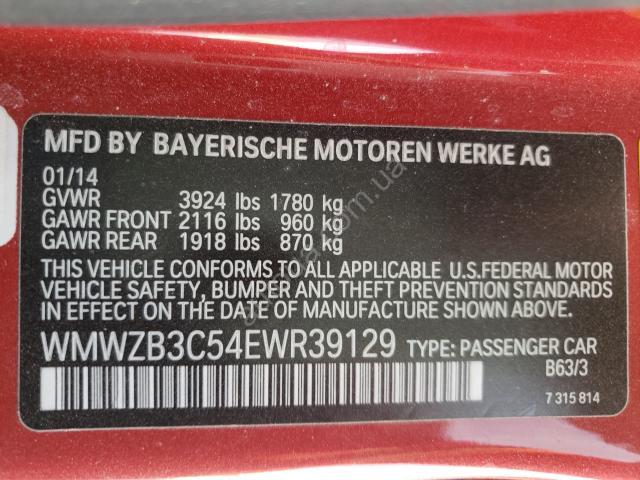 MFD BY BAYERISCHE MOTOREN WERKE AG
01/14
GVWR 3924 lbs 1780 kg
GAWR FRONT 2116 lbs 960 kg
GAWR REAR 1918 lbs 870 kg
THIS VEHICLE CONFORMS TO ALL APPLICABLE U.S.FEDERAL MOTOR
VEHICLE SAFETY, BUMPER AND THEFT PREVENTION STANDARDS
IN EFFECT ON THE DATE OF MANUFACTURE SHOWN ABOVE.
WMWZB3C54EWR39129 TYPE: PASSENGER CAR
B63/3
7 315 814